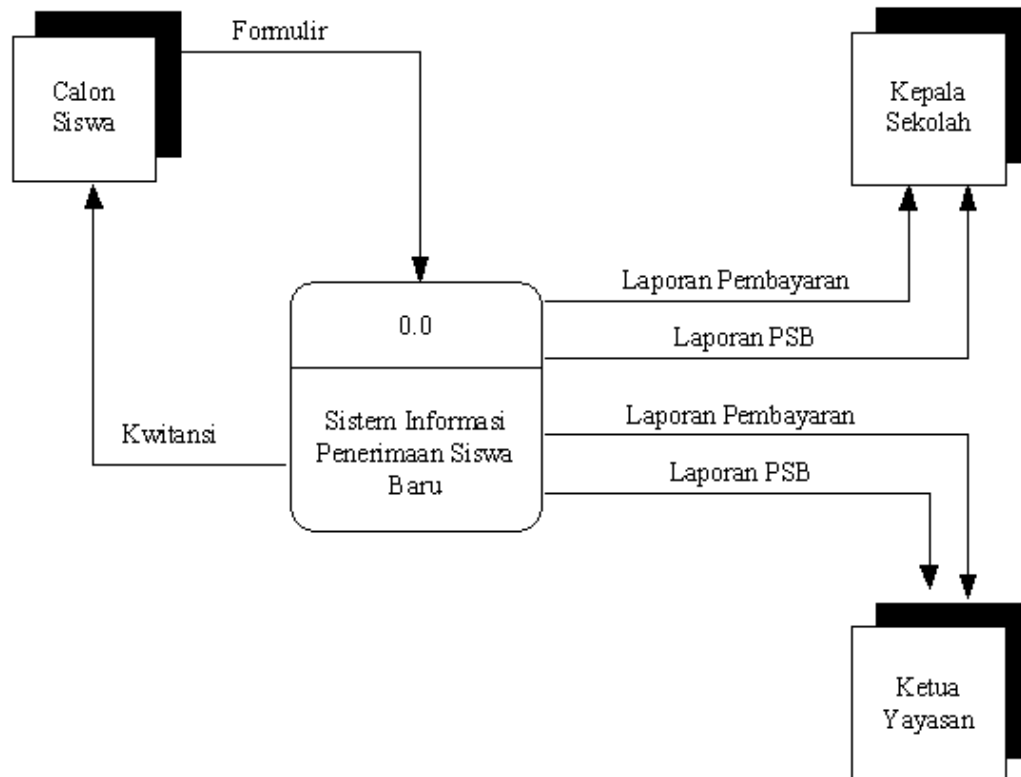 Formulir
Calon
Siswa
Kepala
Sekolah
Laporan Pembayaran
0.0
Laporan PSB
Sistem Informasi
Penerimaan Siswa
Baru
Laporan Pembayaran
Kwitansi
Laporan PSB
Ketua
Yayasan